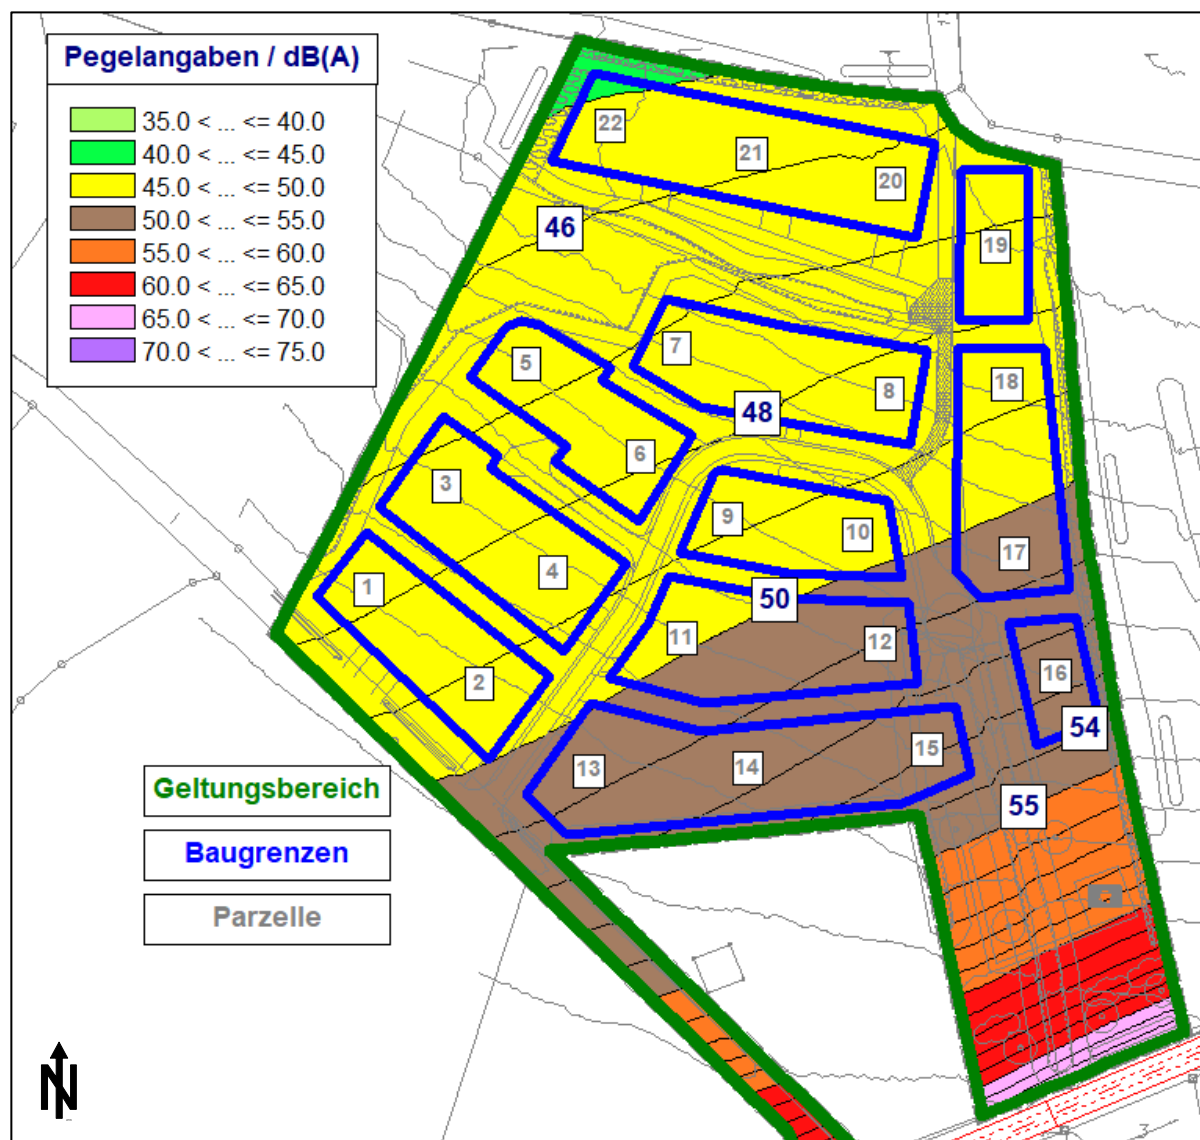 Pegelangaben / dB(A)
35.0 < ... <= 40.0
40.0 < ... <= 45.0
45.0 < ... <= 50.0
50.0 < ... <= 55.0
55.0 < ... <= 60.0
60.0 < ... <= 65.0
65.0 < ... <= 70.0
70.0 < ... <= 75.0
22
21
20
46
19
7
5
18
8
48
6
3
9
10
17
4
1
50
11
12
16
2
54
15
14
13
55
Geltungsbereich
Baugrenzen
Parzelle
N
3